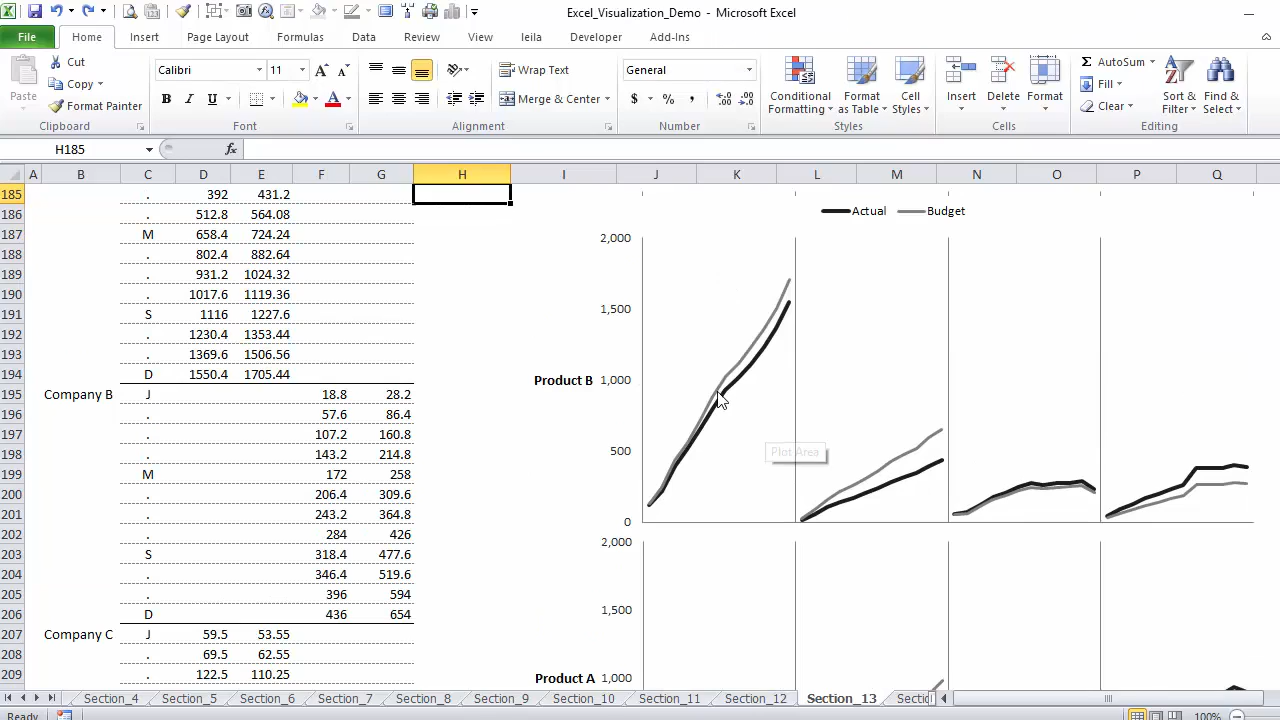 Excel_Visualization_Demo - Microsoft Excel
File Home Insert Page Layout Formulas Data Review View leila Developer Add-Ins
Paste Cut Copy Format Painter Clipboard
Calibri 11 B I U A A A Font
Wrap Text Merge & Center Alignment
General $ % , .00 .0 Number
Conditional Formatting Format as Table Cell Styles Styles
Insert Delete Format Cells
Σ AutoSum Fill Clear Sort & Filter Find & Select Editing
H185 fx
A B C D E F G H I J K L M N O P Q
185 . 392 431.2
186 . 512.8 564.08
187 M 658.4 724.24
188 . 802.4 882.64
189 . 931.2 1024.32
190 . 1017.6 1119.36
191 S 1116 1227.6
192 . 1230.4 1353.44
193 . 1369.6 1506.56
194 D 1550.4 1705.44
195 Company B J 18.8 28.2
196 . 57.6 86.4
197 . 107.2 160.8
198 . 143.2 214.8
199 M 172 258
200 . 206.4 309.6
201 . 243.2 364.8
202 . 284 426
203 S 318.4 477.6
204 . 346.4 519.6
205 . 396 594
206 D 436 654
207 Company C J 59.5 53.55
208 . 69.5 62.55
209 . 122.5 110.25
Actual Budget
2,000
1,500
Product B 1,000
500
Plot Area
0
2,000
1,500
Product A 1,000
Section_4 Section_5 Section_6 Section_7 Section_8 Section_9 Section_10 Section_11 Section_12 Section_13 Secti
Ready 100%